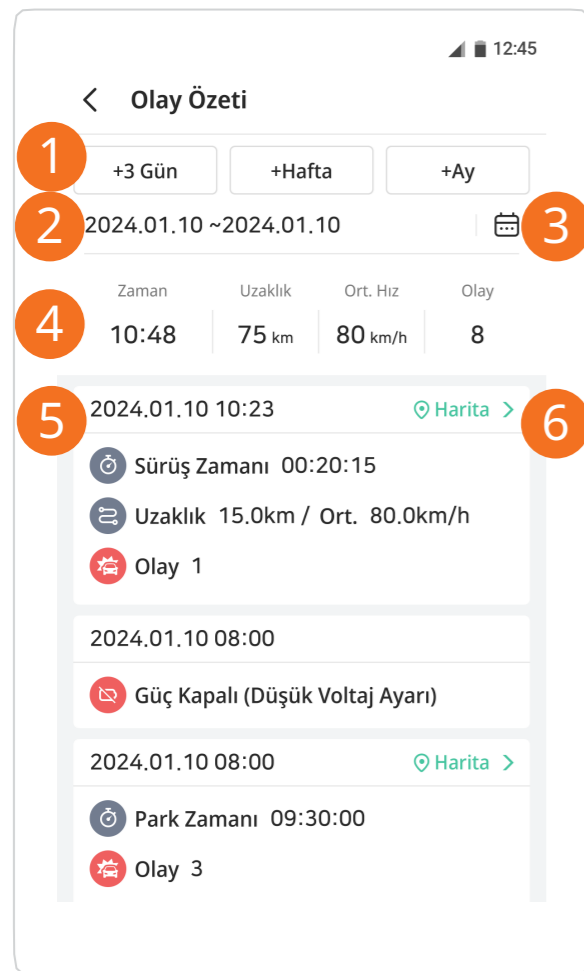 12:45
Olay Özeti
1
+3 Gün +Hafta +Ay
2 2024.01.10 ~2024.01.10 3
Zaman Uzaklık Ort. Hız Olay
4 10:48 75 km 80 km/h 8
5 2024.01.10 10:23 Harita > 6
Sürüş Zamanı 00:20:15
Uzaklık 15.0km / Ort. 80.0km/h
Olay 1
2024.01.10 08:00
Güç Kapalı (Düşük Voltaj Ayarı)
2024.01.10 08:00 Harita >
Park Zamanı 09:30:00
Olay 3